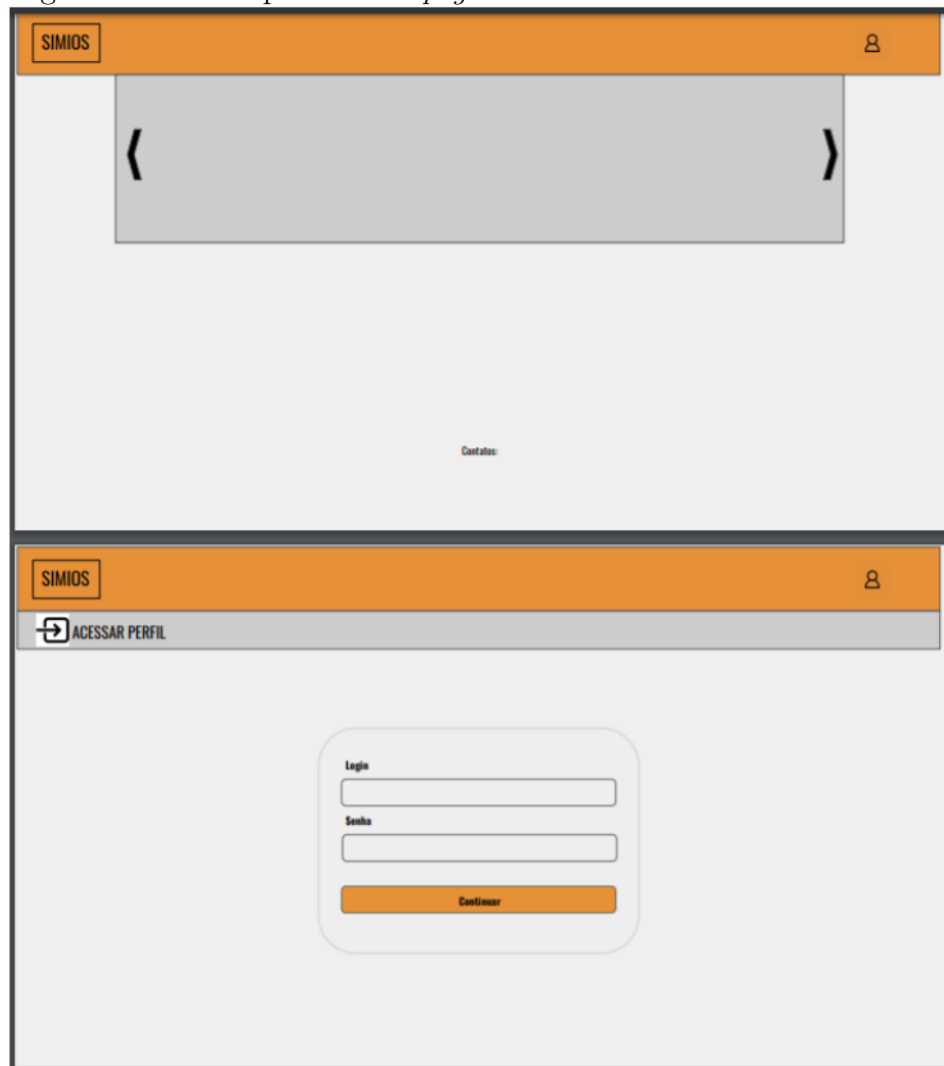 SIMIOS
Contatos:
SIMIOS
ACESSAR PERFIL
Login
Senha
Continuar